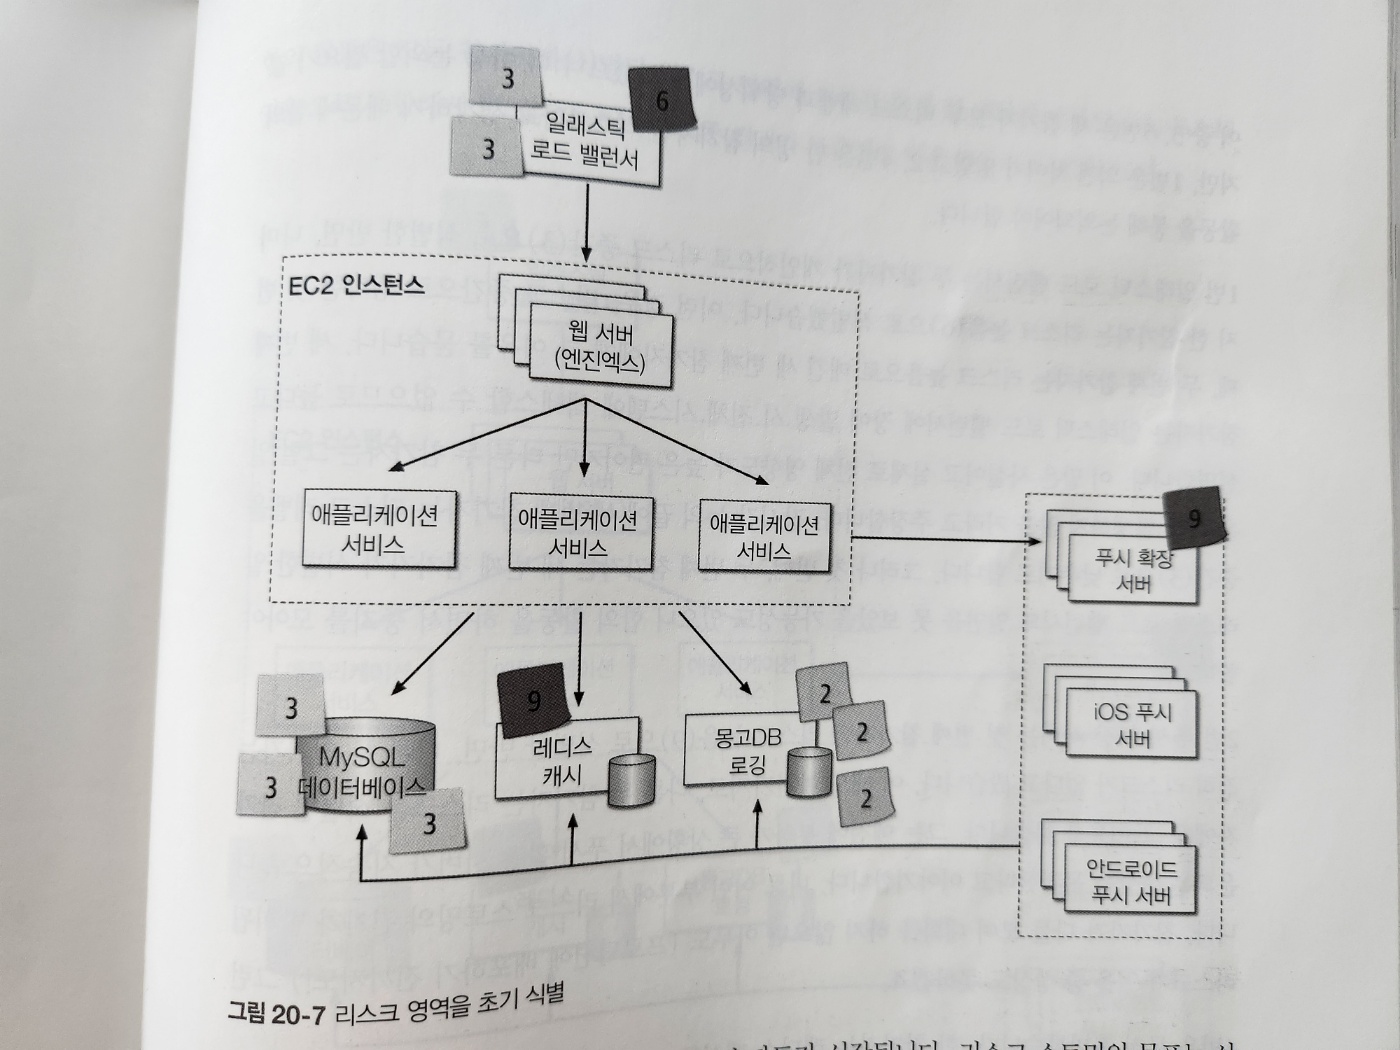 3
6
3
일래스틱
로드 밸런서
EC2 인스턴스
웹 서버
(엔진엑스)
애플리케이션
서비스
애플리케이션
서비스
애플리케이션
서비스
9
푸시 확장
서버
iOS 푸시
서버
안드로이드
푸시 서버
3
3
3
MySQL
데이터베이스
9
레디스
캐시
2
2
2
몽고DB
로깅
그림 20-7 리스크 영역을 초기 식별